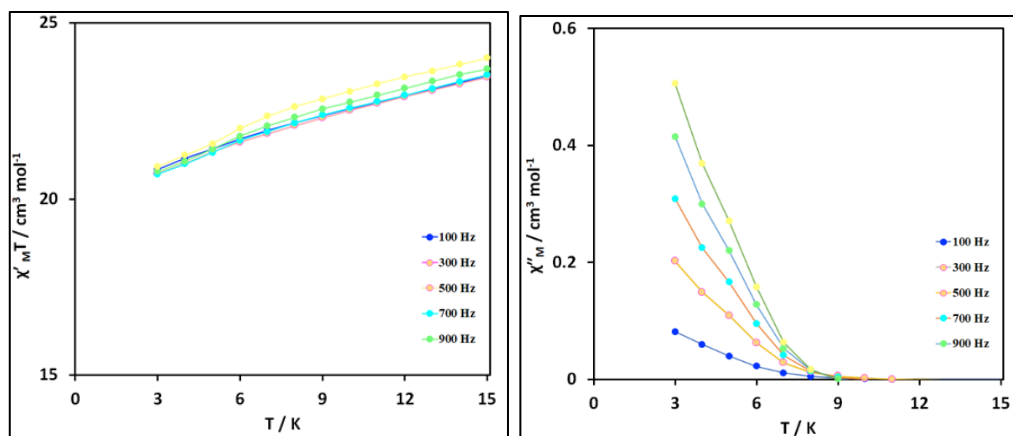 25
20
15
χ′MT / cm³ mol⁻¹
100 Hz
300 Hz
500 Hz
700 Hz
900 Hz
0 3 6 9 12 15
T / K
0.6
0.4
0.2
0
χ″M / cm³ mol⁻¹
100 Hz
300 Hz
500 Hz
700 Hz
900 Hz
0 3 6 9 12 15
T / K